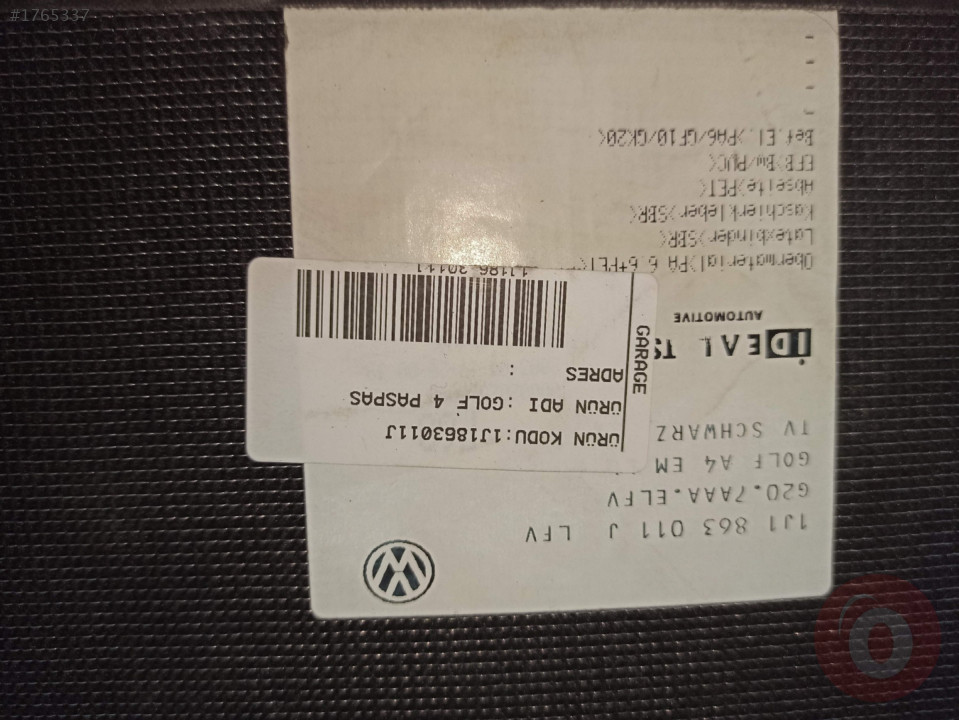 #1765337
1J1 863 011 J LFV
G20.7AAA.ELFV
GOLF A4 EM
TV SCHWARZ
IDEAL TS
AUTOMOTIVE
Obermaterial>PA 6.6+PET<
Latexbinder>SBR<
Kaschierkleber>SBR<
Abseite>PET<
EFB:BW/PUC<
Bef.El.>PA6/GF10/GK20<
-
-
-
-
GARAGE
ÜRÜN KODU:1J1863011J
ÜRÜN ADI :GOLF 4 PASPAS
ADRES :